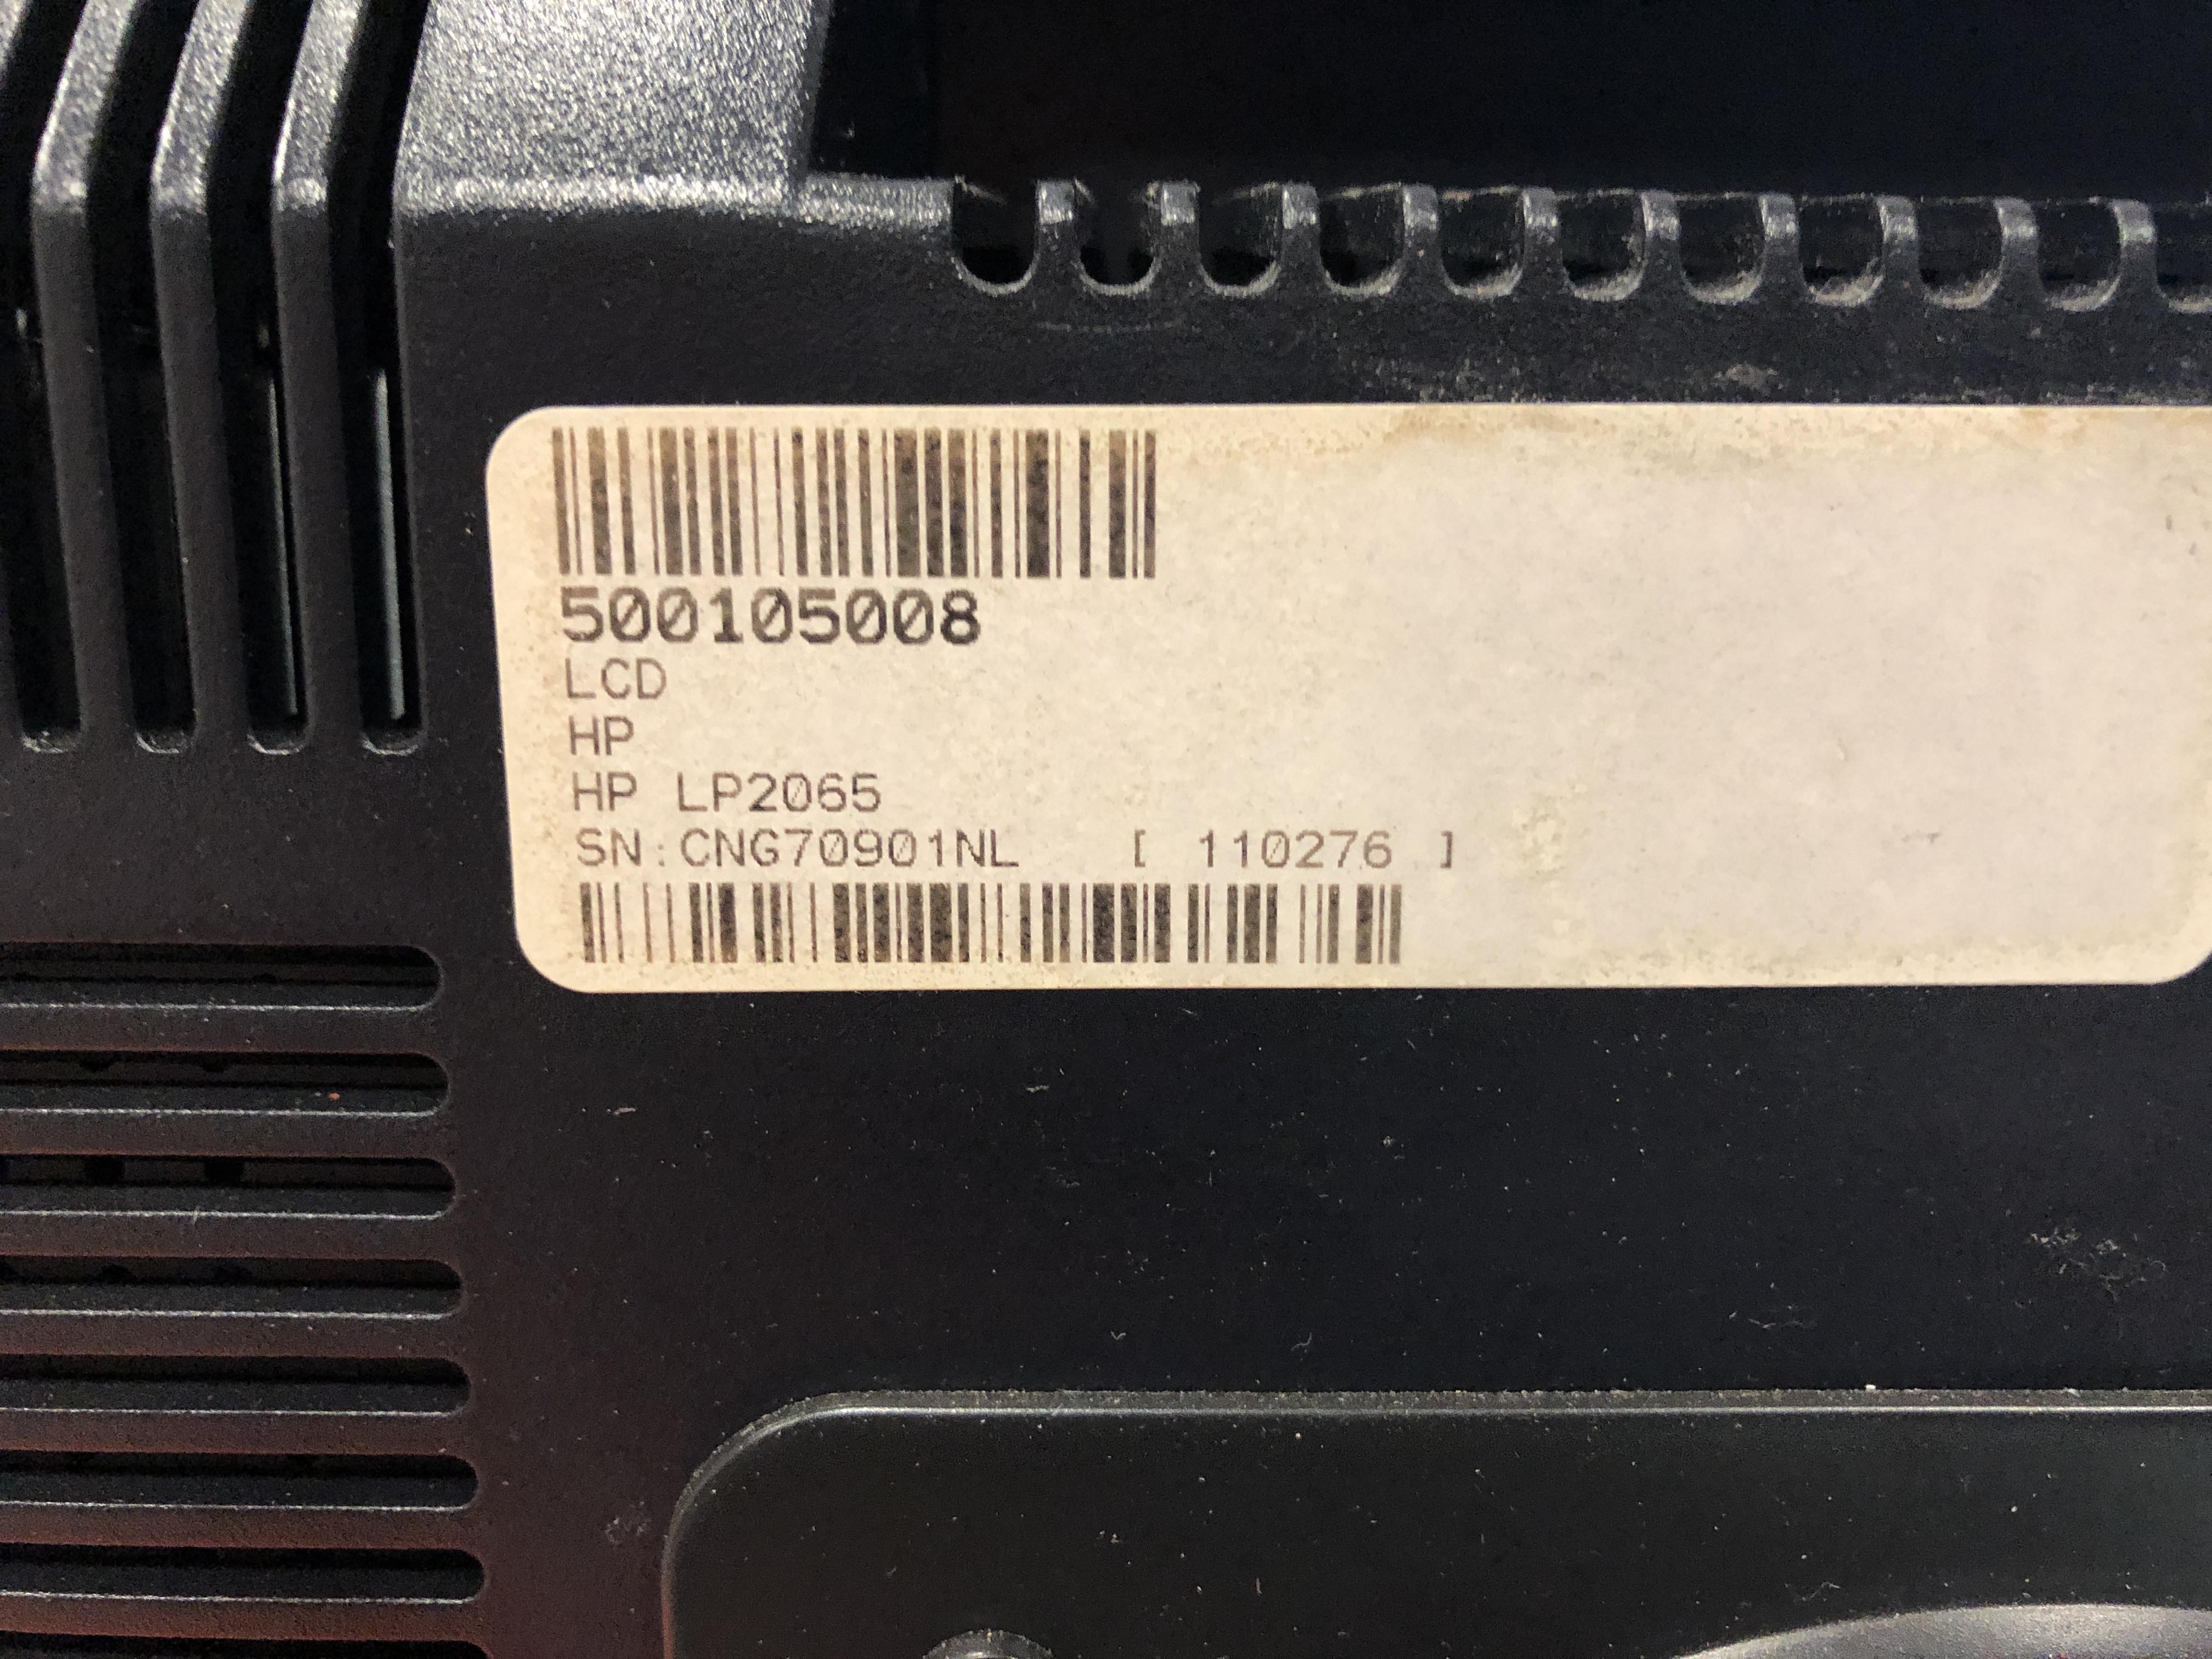 500105008
LCD
HP
HP LP2065
SN:CNG70901NL [ 110276 ]